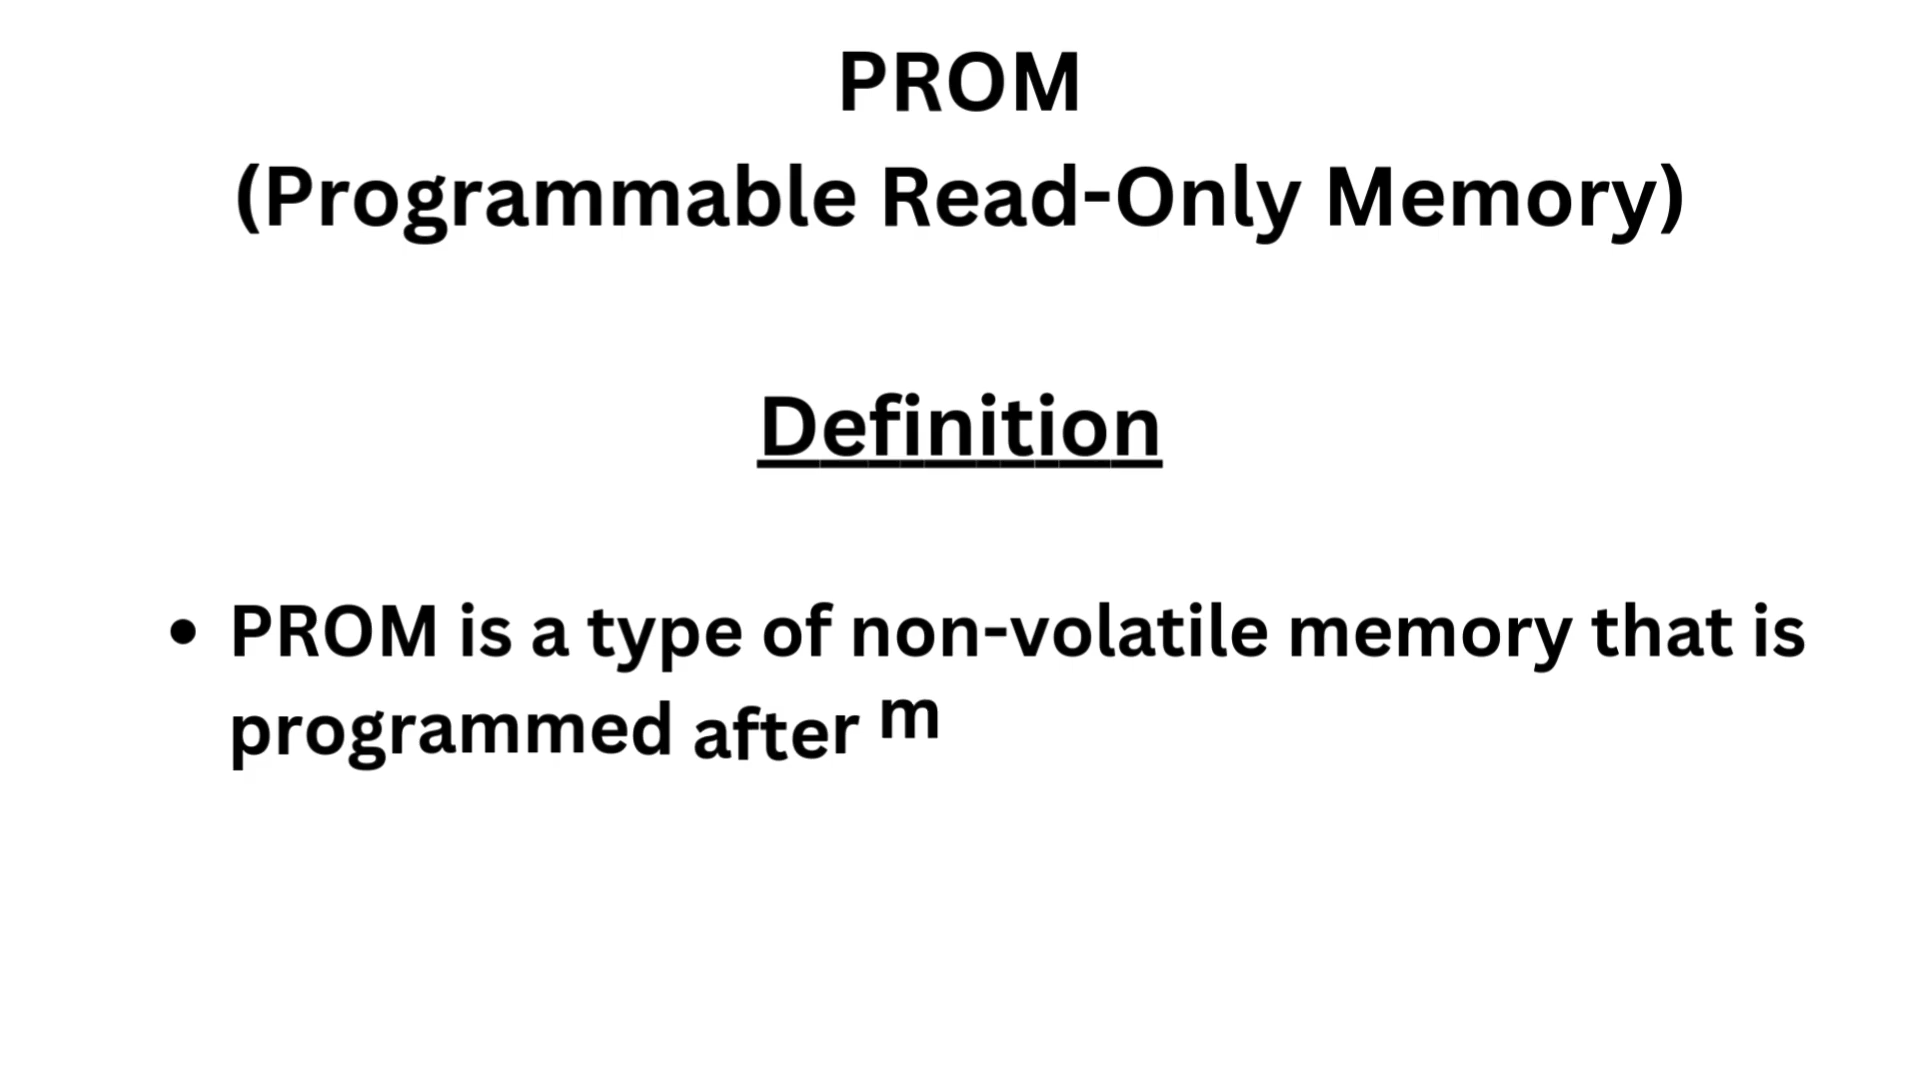 PROM
(Programmable Read-Only Memory)
Definition
• PROM is a type of non-volatile memory that is
programmed after m